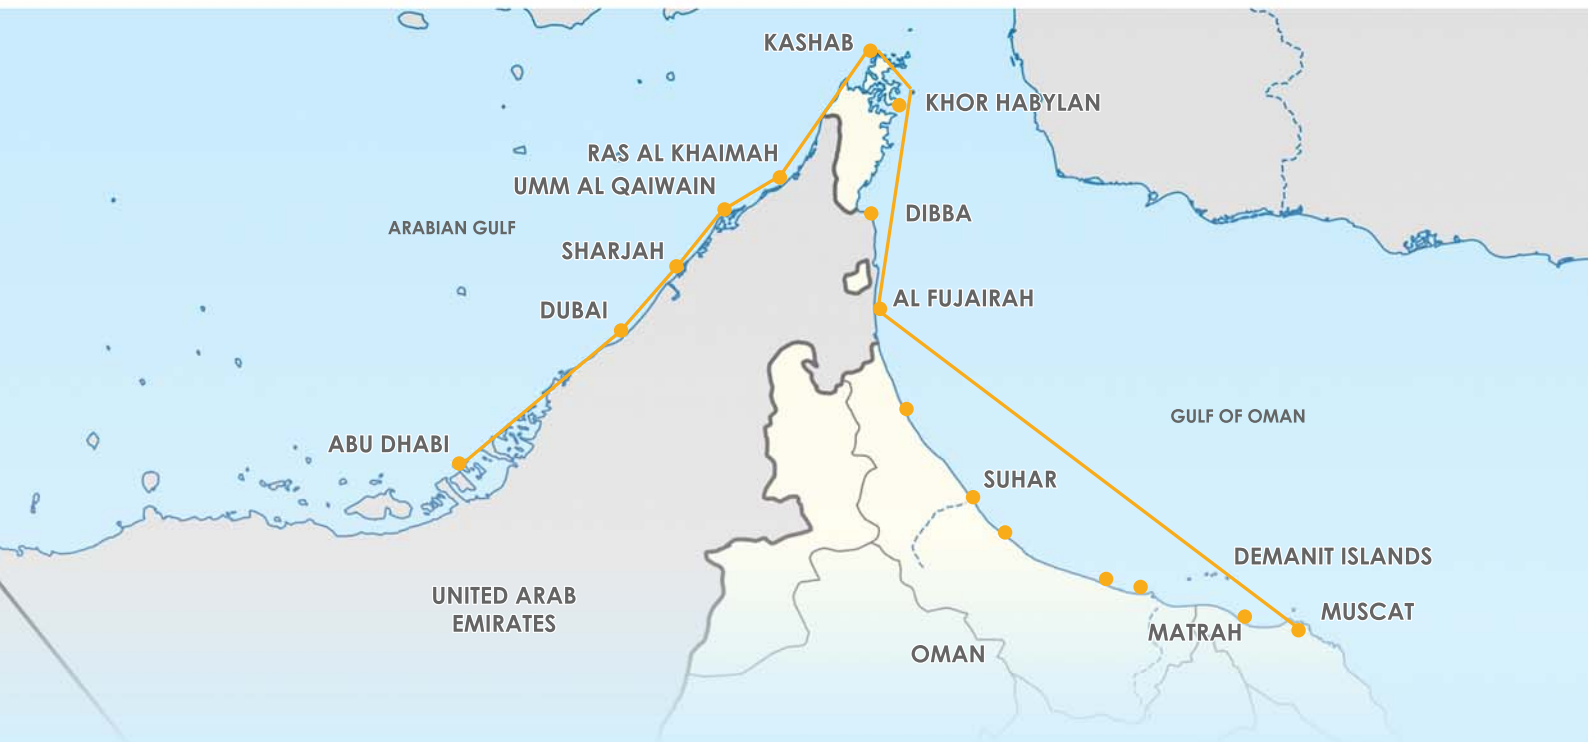 KASHAB
KHOR HABYLAN
RAS AL KHAIMAH
UMM AL QAIWAIN
DIBBA
ARABIAN GULF
SHARJAH
AL FUJAIRAH
DUBAI
GULF OF OMAN
ABU DHABI
SUHAR
DEMANIT ISLANDS
UNITED ARAB
EMIRATES
MUSCAT
MATRAH
OMAN